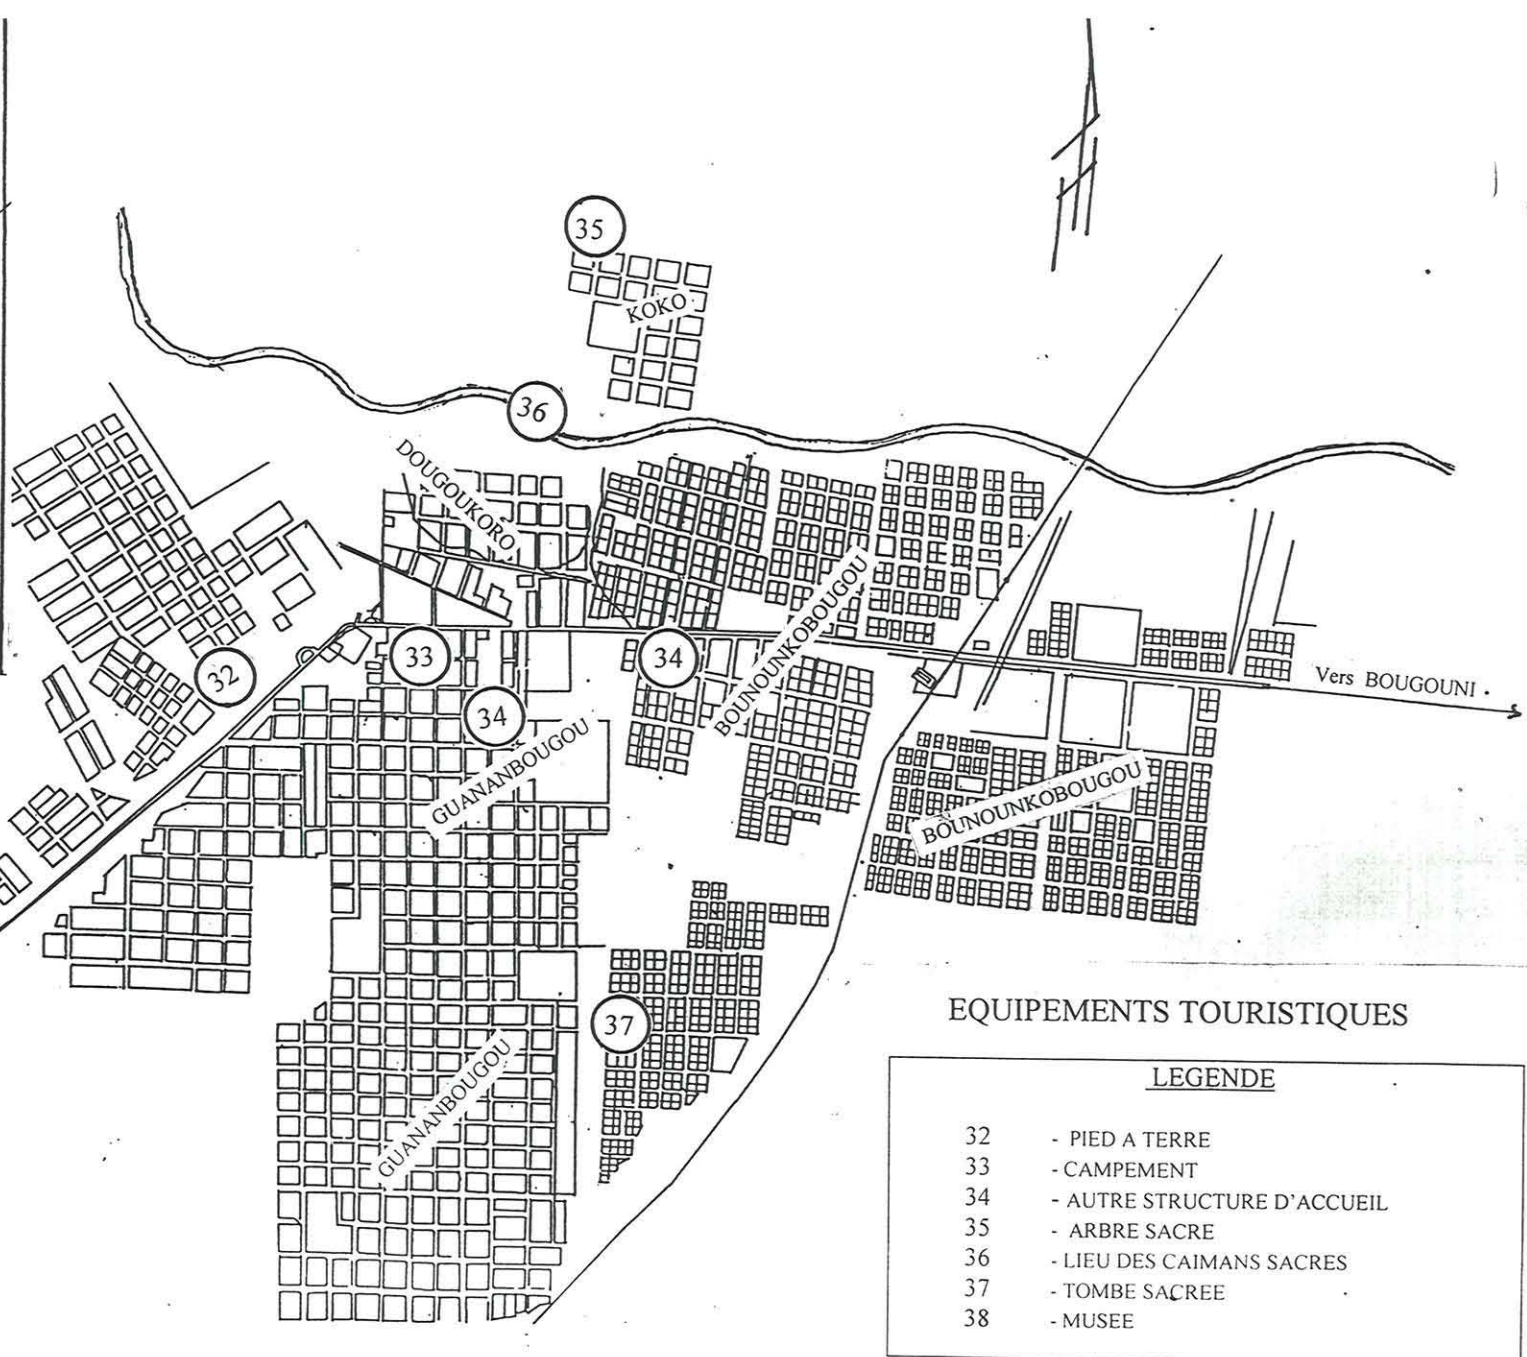 35
KOKO
36
DOUGOUKORO
32
33
34
34
BOUNOUNKOBOUGOU
Vers BOUGOUNI
GUANANBOUGOU
BOUNOUNKOBOUGOU
37
GUANANBOUGOU
EQUIPEMENTS TOURISTIQUES
LEGENDE
32 - PIED A TERRE
33 - CAMPEMENT
34 - AUTRE STRUCTURE D'ACCUEIL
35 - ARBRE SACRE
36 - LIEU DES CAIMANS SACRES
37 - TOMBE SACREE
38 - MUSEE